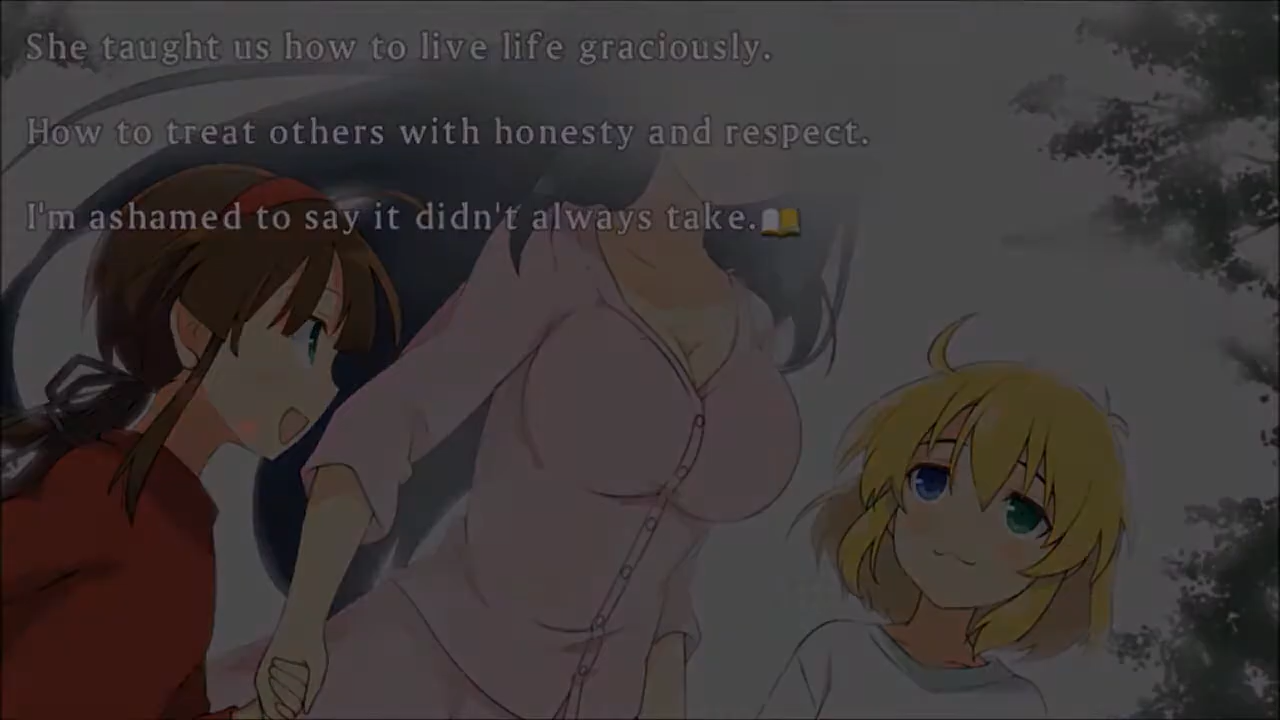 She taught us how to live life graciously.
How to treat others with honesty and respect.
I'm ashamed to say it didn't always take.